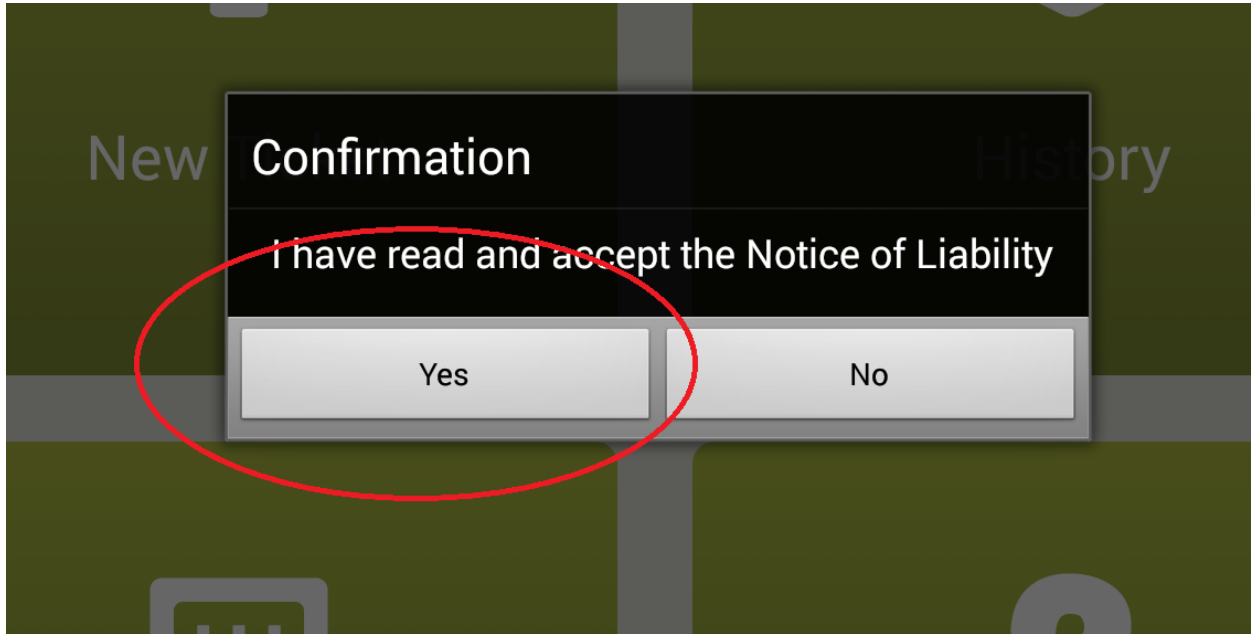 Confirmation
New
History
I have read and accept the Notice of Liability
Yes
No